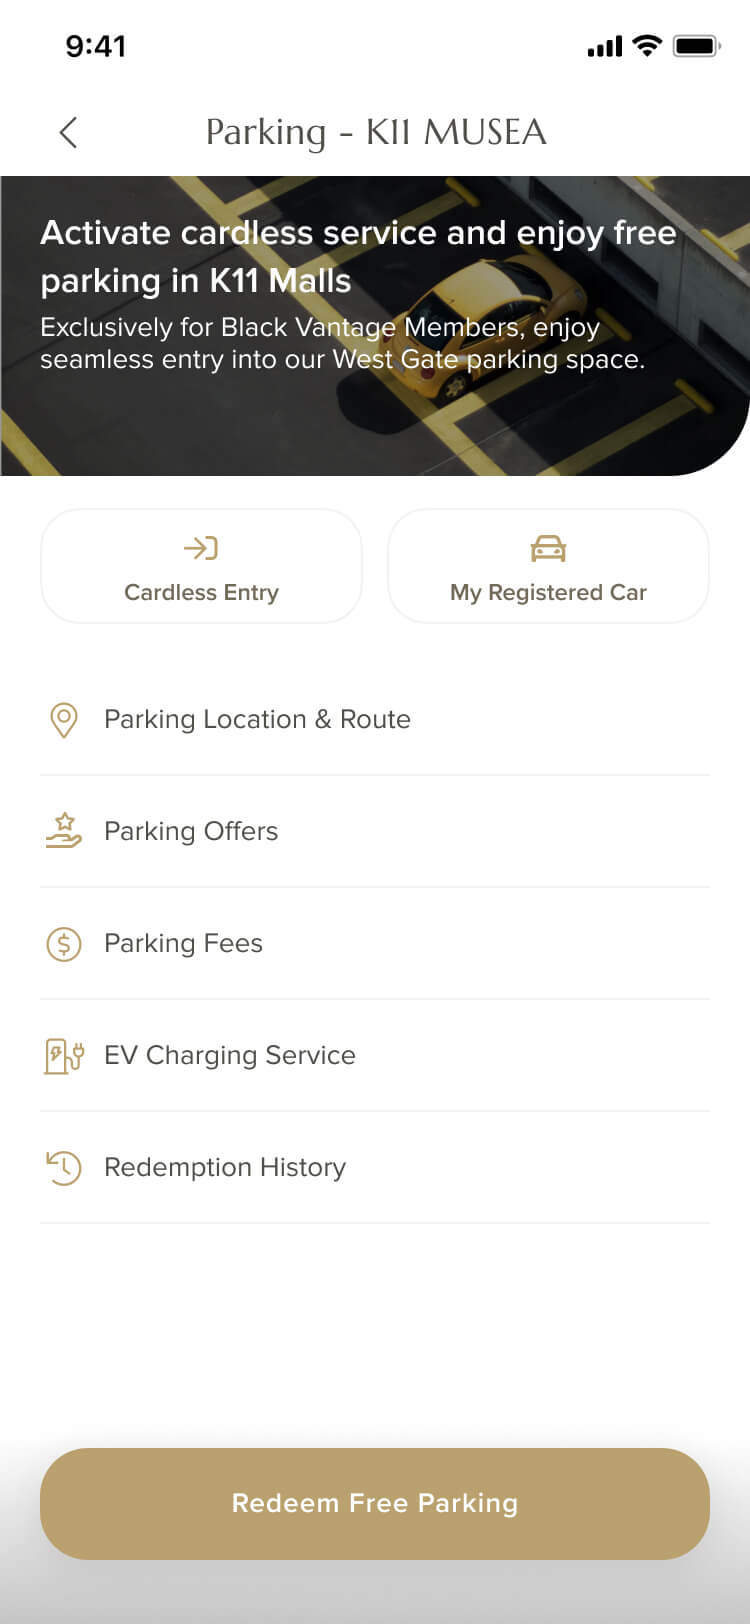 9:41
Parking - K11 MUSEA
Activate cardless service and enjoy free
parking in K11 Malls
Exclusively for Black Vantage Members, enjoy
seamless entry into our West Gate parking space.
Cardless Entry
My Registered Car
Parking Location & Route
Parking Offers
Parking Fees
EV Charging Service
Redemption History
Redeem Free Parking